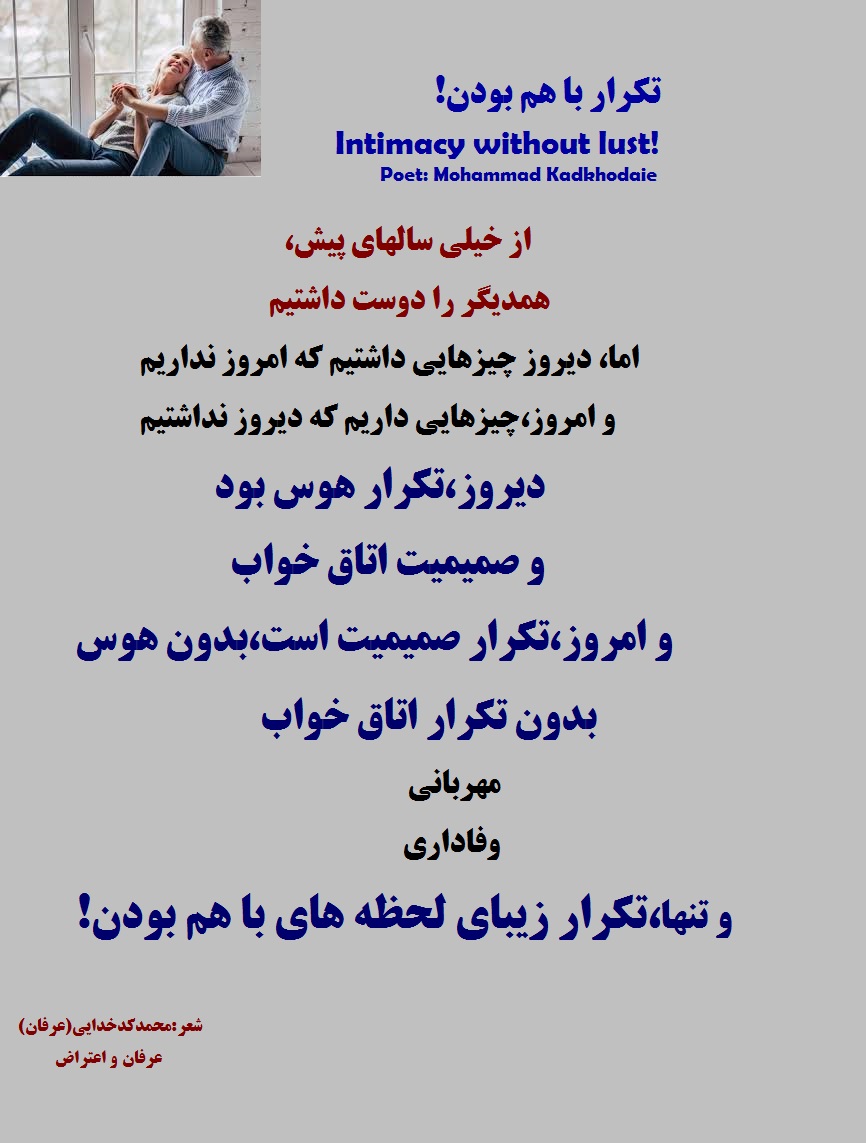 تکرار با هم بودن!
Intimacy without lust!
Poet: Mohammad Kadkhodaie
از خیلی سالهای پیش،
همدیگر را دوست داشتیم
اما، دیروز چیزهایی داشتیم که امروز نداریم
و امروز،چیزهایی داریم که دیروز نداشتیم
دیروز،تکرار هوس بود
و صمیمیت اتاق خواب
و امروز،تکرار صمیمیت است،بدون هوس
بدون تکرار اتاق خواب
مهربانی
وفاداری
و تنها،تکرار زیبای لحظه های با هم بودن!
شعر:محمدکدخدایی(عرفان)
عرفان و اعتراض